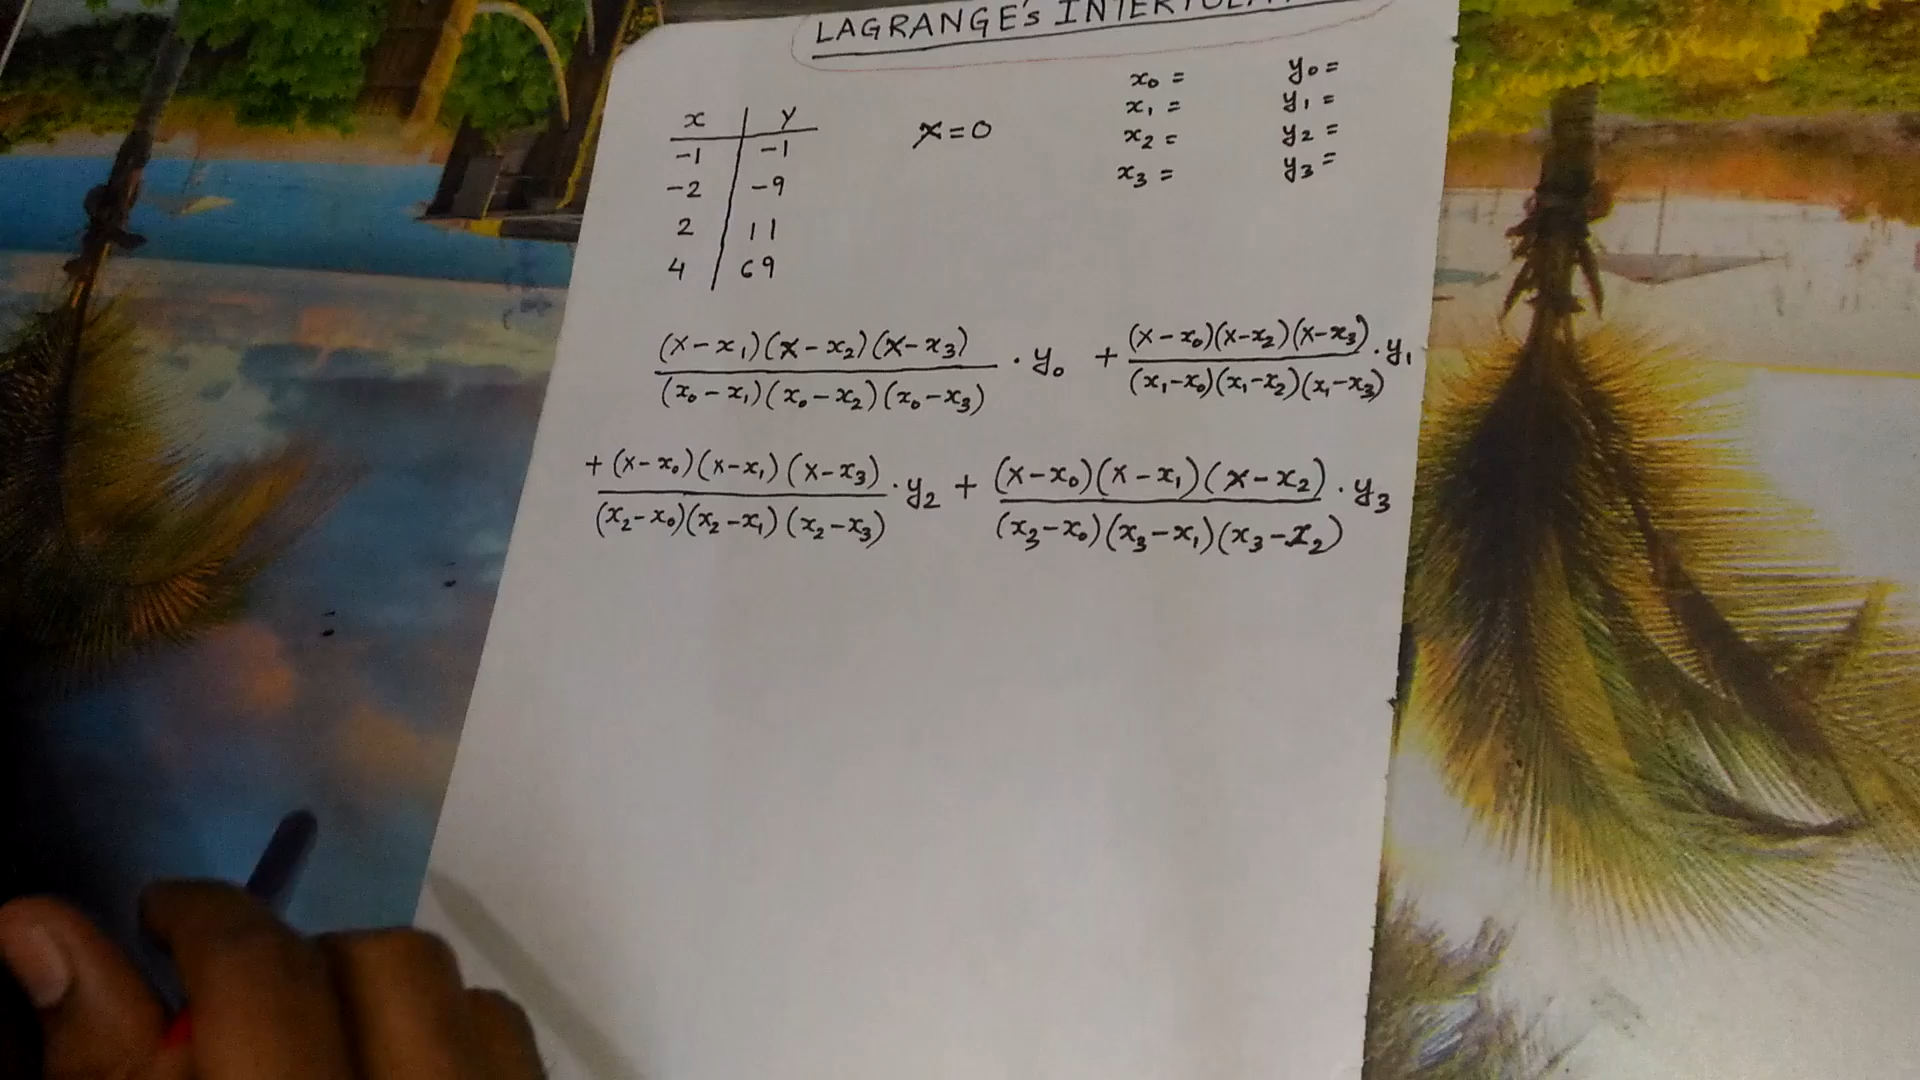 LAGRANGE's
x | y
-1 | -1
-2 | -9
2 | 11
4 | 69
x=0
x₀ = y₀ =
x₁ = y₁ =
x₂ = y₂ =
x₃ = y₃ =
(x-x₁)(x-x₂)(x-x₃) / (x₀-x₁)(x₀-x₂)(x₀-x₃) · y₀ + (x-x₀)(x-x₂)(x-x₃) / (x₁-x₀)(x₁-x₂)(x₁-x₃) · y₁
+ (x-x₀)(x-x₁)(x-x₃) / (x₂-x₀)(x₂-x₁)(x₂-x₃) · y₂ + (x-x₀)(x-x₁)(x-x₂) / (x₃-x₀)(x₃-x₁)(x₃-x₂) · y₃